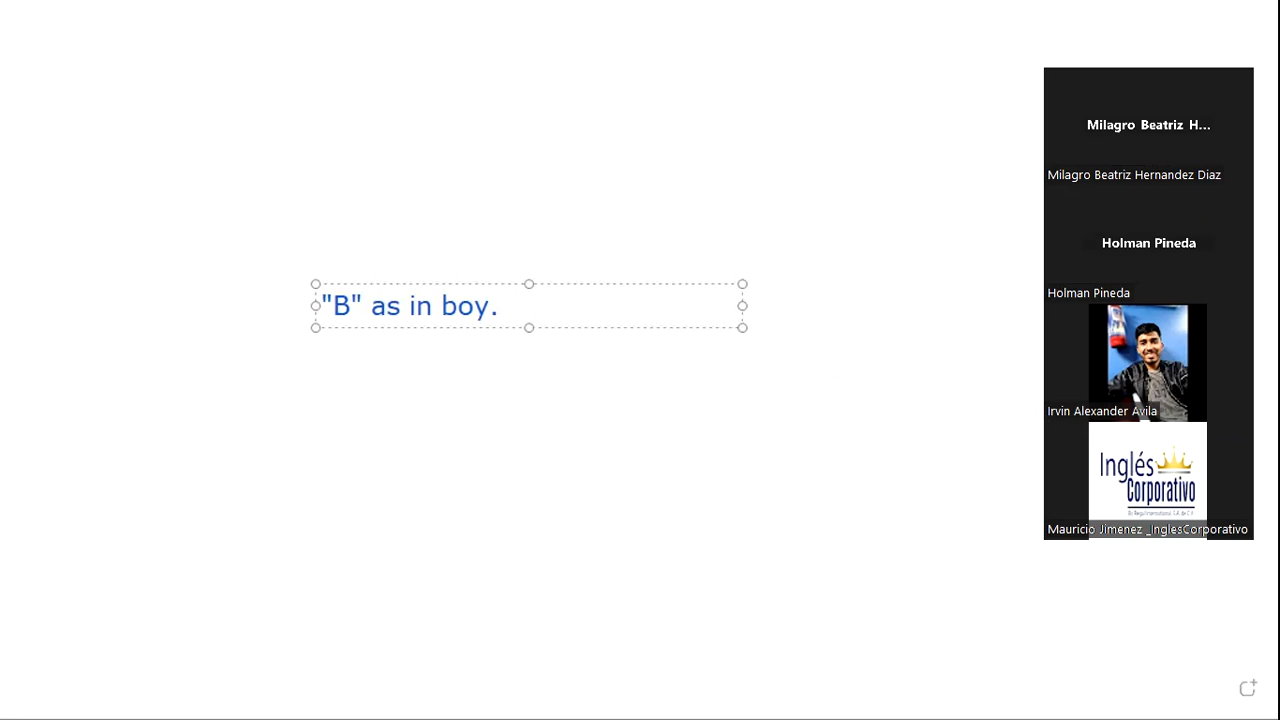 "B" as in boy.
Milagro Beatriz H...
Milagro Beatriz Hernandez Diaz
Holman Pineda
Holman Pineda
Irvin Alexander Avila
Inglés
Corporativo
Mauricio Jimenez _InglesCorporativo